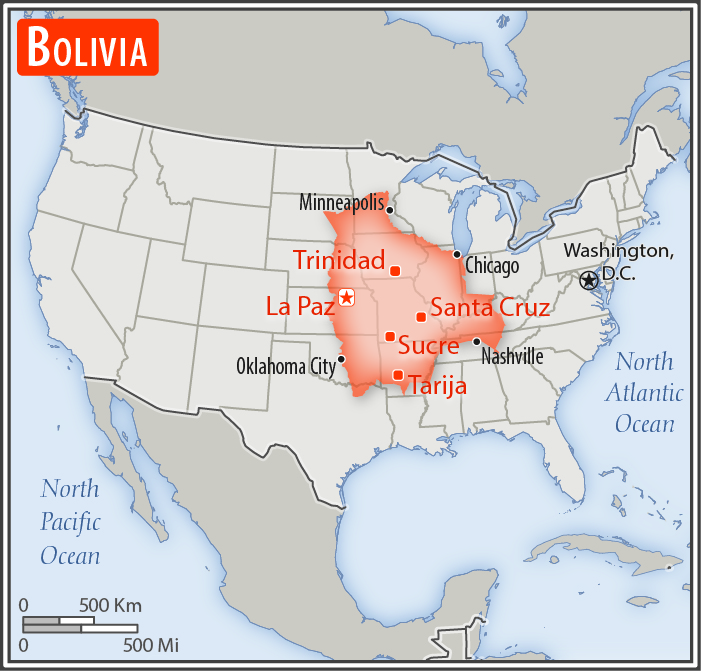 BOLIVIA
Minneapolis
Washington,
D.C.
Trinidad
Chicago
La Paz
Santa Cruz
Sucre
Nashville
Oklahoma City
Tarija
North
Atlantic
Ocean
North
Pacific
Ocean
0 500 Km
0 500 Mi